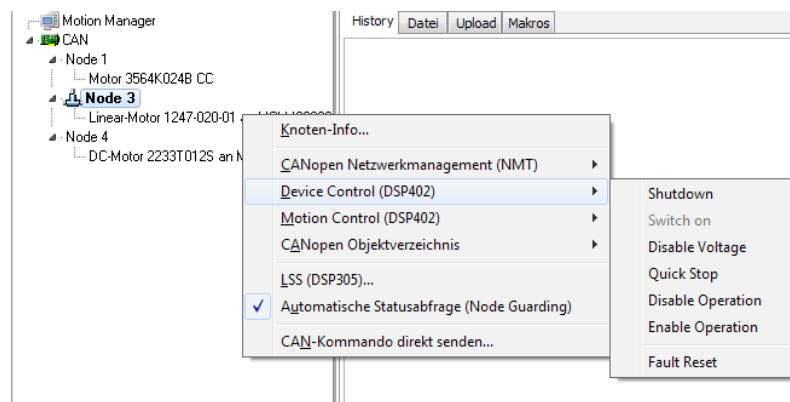 Motion Manager
CAN
Node 1
Motor 3564K024B CC
Node 3
Linear-Motor 1247-020-01
Node 4
DC-Motor 2233T012S an
History Datei Upload Makros
Knoten-Info...
CANopen Netzwerkmanagement (NMT)
Device Control (DSP402)
Motion Control (DSP402)
CANopen Objektverzeichnis
LSS (DSP305)...
Automatische Statusabfrage (Node Guarding)
CAN-Kommando direkt senden...
Shutdown
Switch on
Disable Voltage
Quick Stop
Disable Operation
Enable Operation
Fault Reset